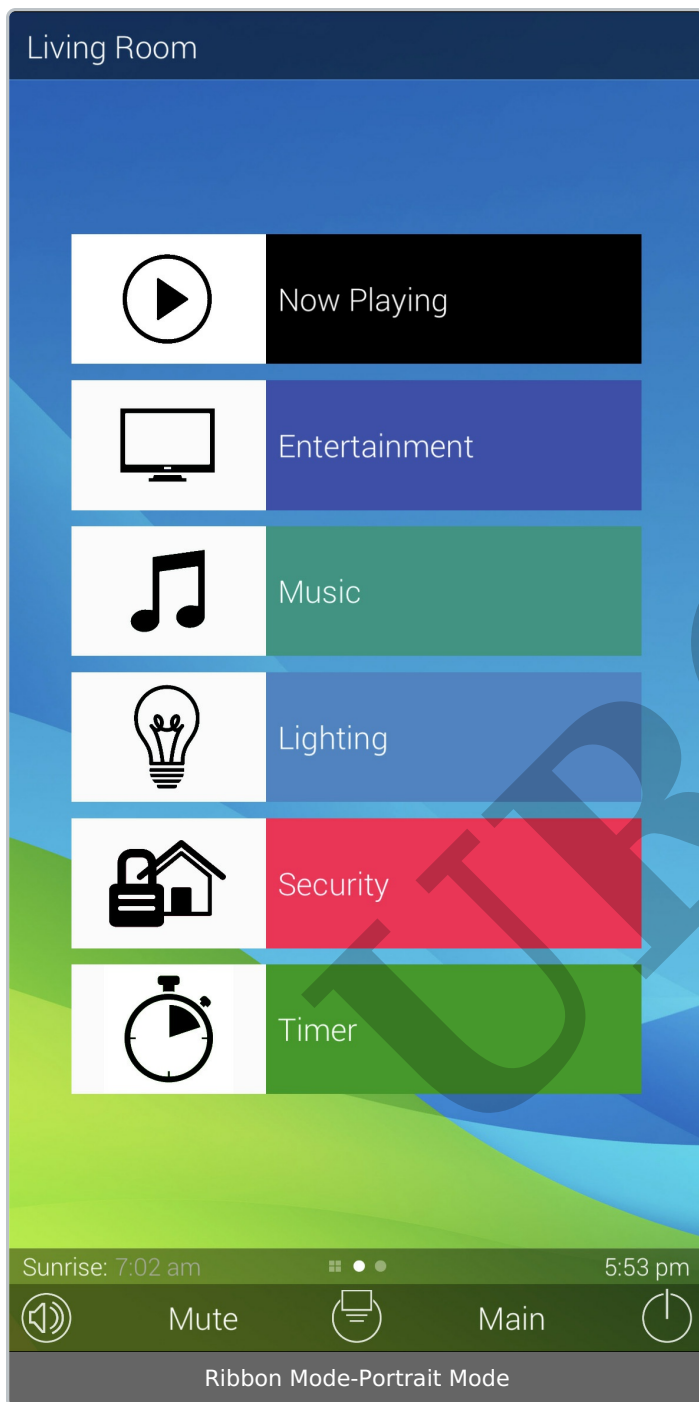 Living Room
Now Playing
Entertainment
Music
Lighting
Security
Timer
Sunrise: 7:02 am 5:53 pm
Mute Main
Ribbon Mode-Portrait Mode